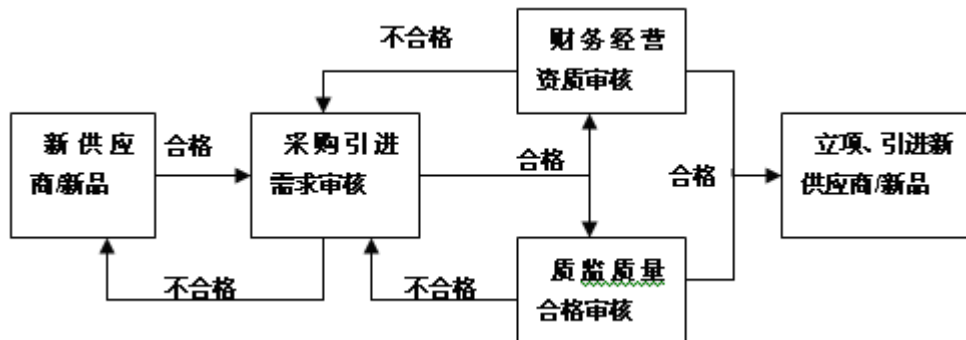 不合格
财务经营
资质审核
新供应
商/新品
合格
采购引进
需求审核
合格
合格
立项、引进新
供应商/新品
不合格
不合格
质监质量
合格审核